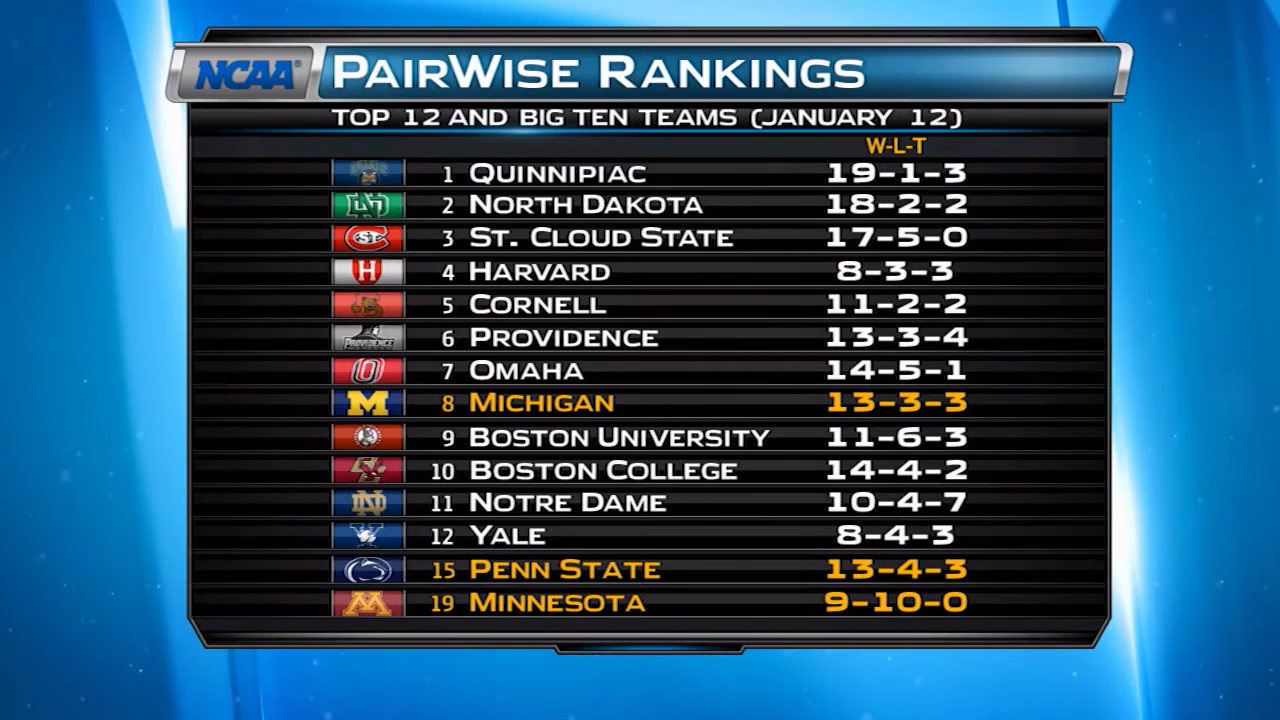 NCAA® PAIRWISE RANKINGS
TOP 12 AND BIG TEN TEAMS (JANUARY 12)
W-L-T
1 QUINNIPIAC 19-1-3
2 NORTH DAKOTA 18-2-2
3 ST. CLOUD STATE 17-5-0
H 4 HARVARD 8-3-3
5 CORNELL 11-2-2
PROVIDENCE 6 PROVIDENCE 13-3-4
O 7 OMAHA 14-5-1
M 8 MICHIGAN 13-3-3
9 BOSTON UNIVERSITY 11-6-3
10 BOSTON COLLEGE 14-4-2
ND 11 NOTRE DAME 10-4-7
Y 12 YALE 8-4-3
15 PENN STATE 13-4-3
M 19 MINNESOTA 9-10-0